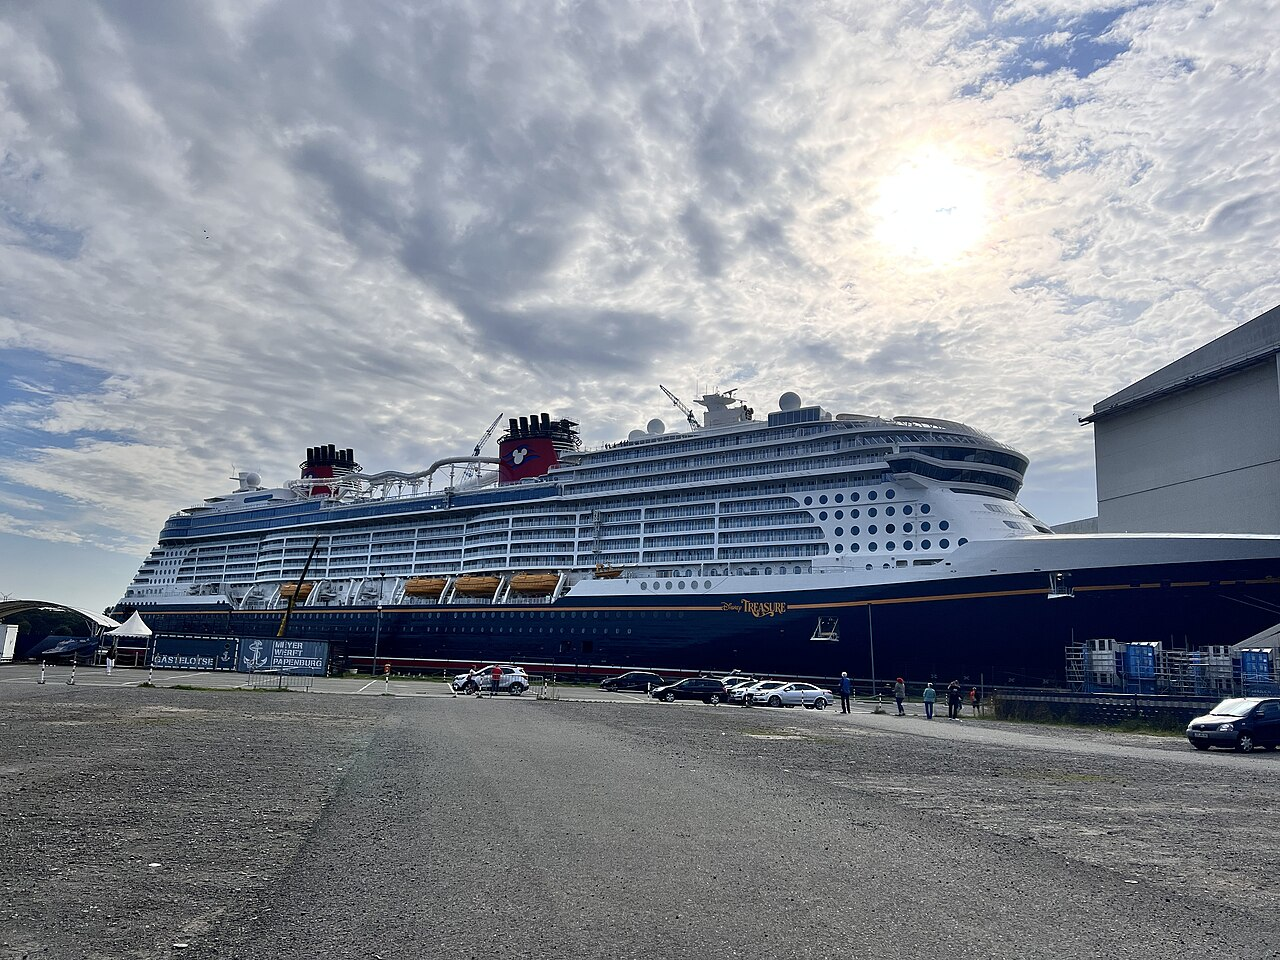 Disney TREASURE
GÄSTELOTSE
MEYER
WERFT
PAPENBURG